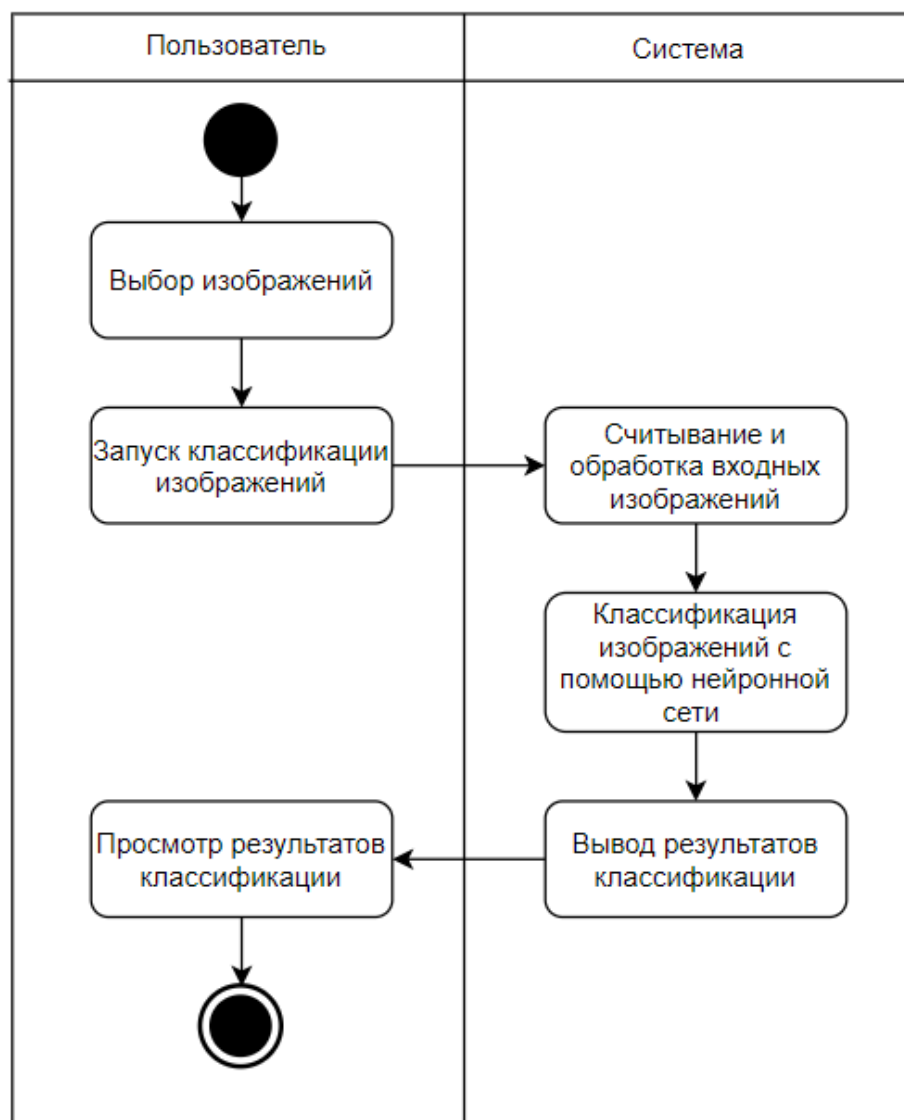 Пользователь
Система
Выбор изображений
Запуск классификации
изображений
Считывание и
обработка входных
изображений
Классификация
изображений с
помощью нейронной
сети
Вывод результатов
классификации
Просмотр результатов
классификации